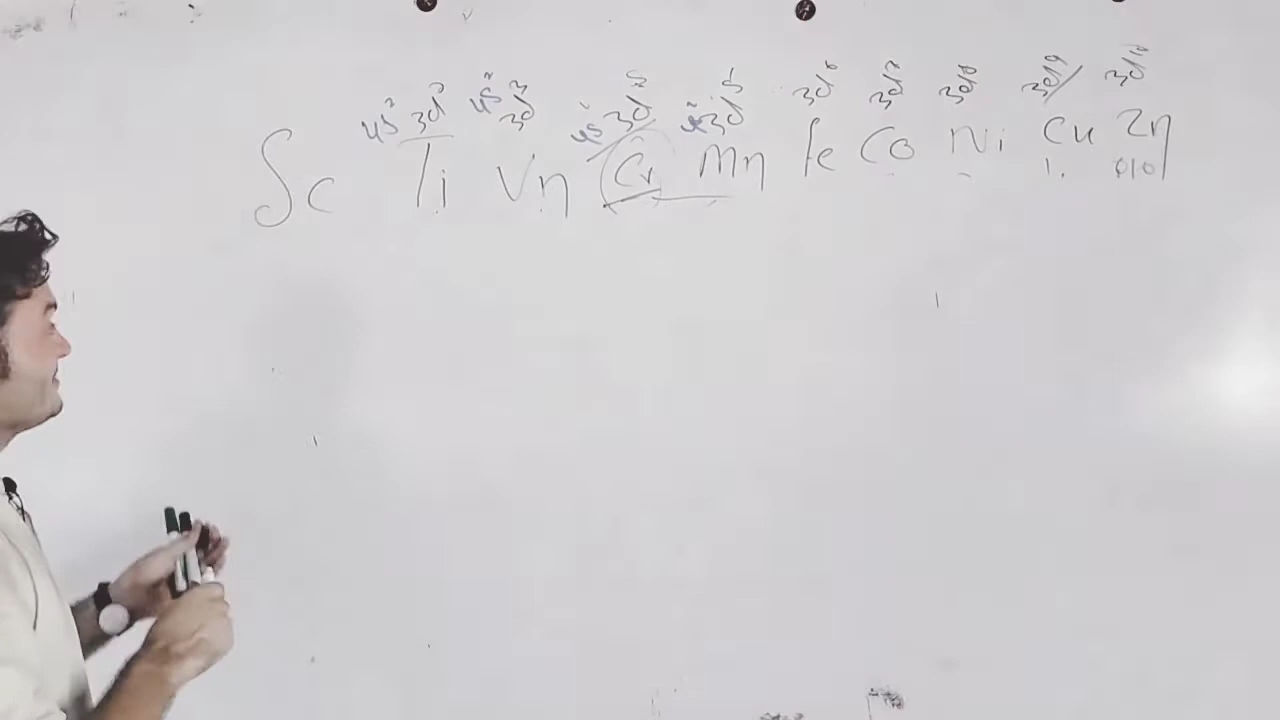 4s² 3d² 4s² 3d³ 4s¹ 3d⁵ 4s² 3d⁵ 3d⁶ 3d⁷ 3d⁸ 3d⁹ 3d¹⁰
Sc Ti Vn Cr Mn Fe Co Ni Cu Zn